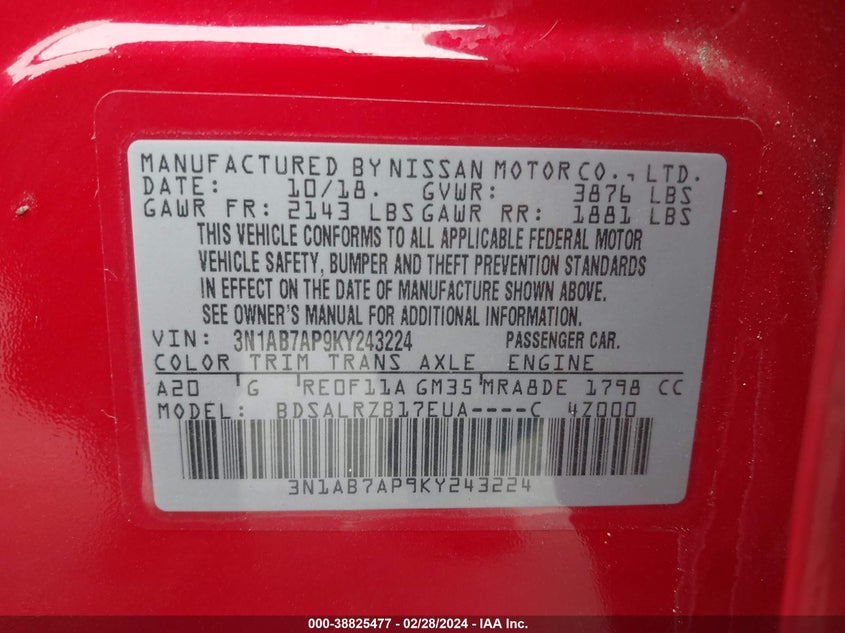 MANUFACTURED BY NISSAN MOTOR CO., LTD.
DATE: 10/18. GVWR: 3876 LBS
GAWR FR: 2143 LBS GAWR RR: 1881 LBS
THIS VEHICLE CONFORMS TO ALL APPLICABLE FEDERAL MOTOR
VEHICLE SAFETY, BUMPER AND THEFT PREVENTION STANDARDS
IN EFFECT ON THE DATE OF MANUFACTURE SHOWN ABOVE.
SEE OWNER'S MANUAL FOR ADDITIONAL INFORMATION.
VIN: 3N1AB7AP9KY243224 PASSENGER CAR.
COLOR TRIM TRANS AXLE ENGINE
A20 G RE0F11A GM35 MRA8DE 1798 CC
MODEL: BDSALRZB17EUA----C 4Z000
3N1AB7AP9KY243224
000-38825477 - 02/28/2024 - IAA Inc.